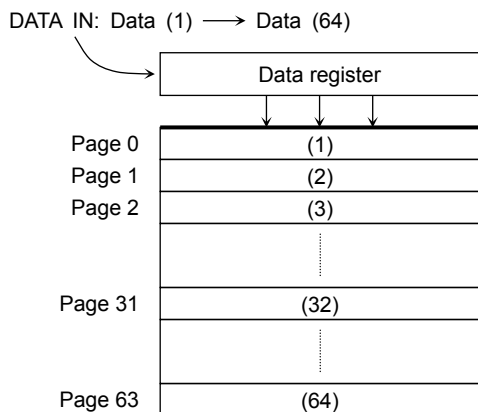 DATA IN: Data (1) → Data (64)
Data register
Page 0 (1)
Page 1 (2)
Page 2 (3)
Page 31 (32)
Page 63 (64)